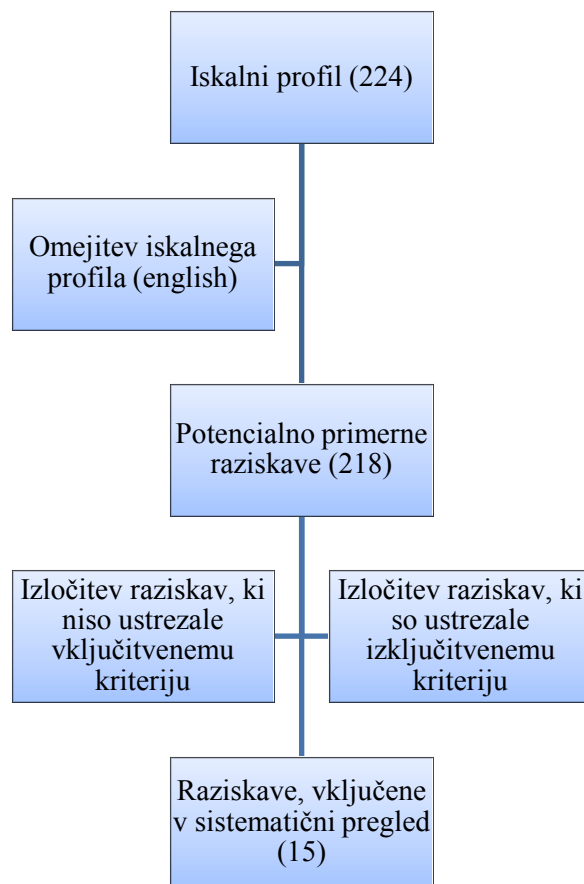 Iskalni profil (224)
Omejitev iskalnega
profila (english)
Potencialno primerne
raziskave (218)
Izločitev raziskav, ki
niso ustrezale
vključitvenemu
kriteriju
Izločitev raziskav, ki
so ustrezale
izključitvenemu
kriteriju
Raziskave, vključene
v sistematični pregled
(15)